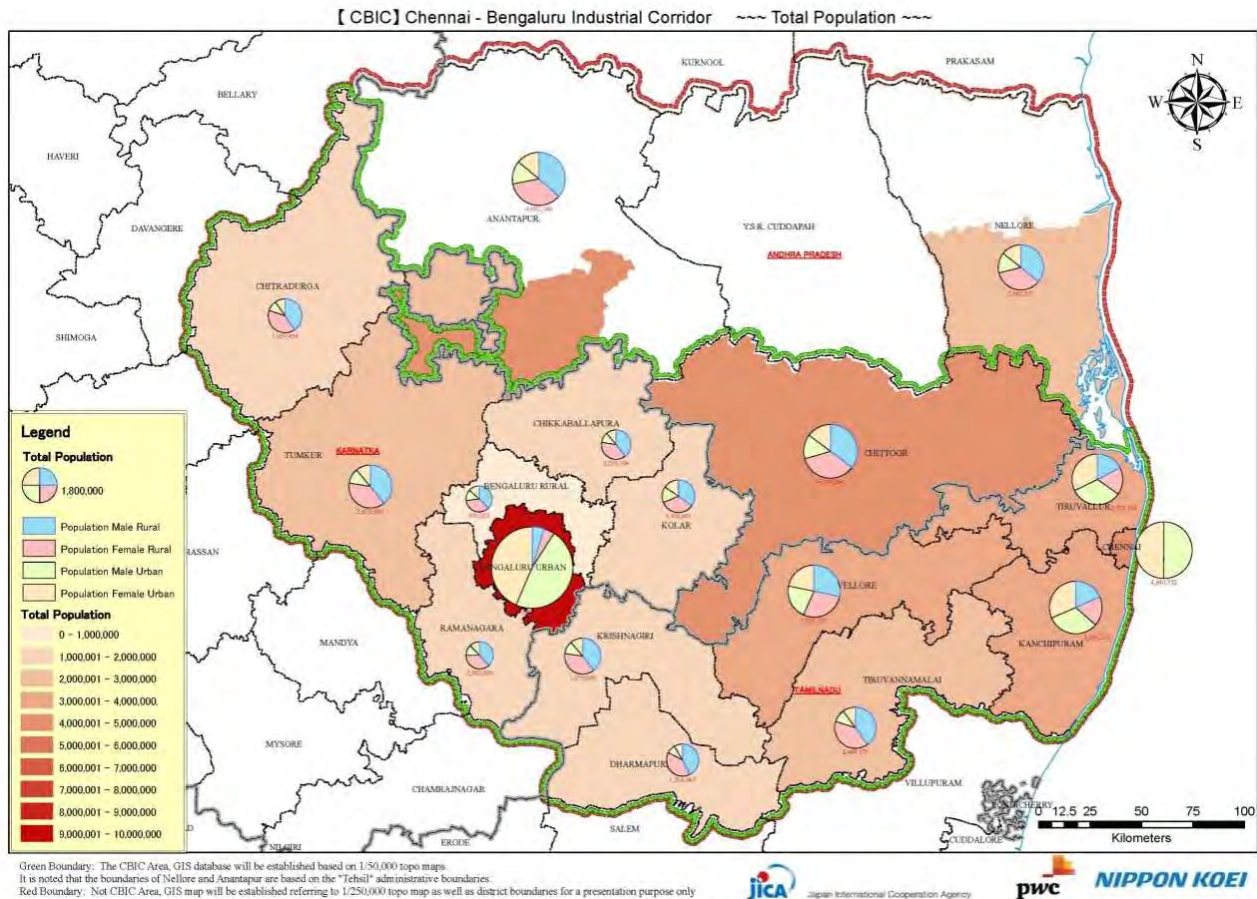 【 CBIC】 Chennai - Bengaluru Industrial Corridor ~~~ Total Population ~~~
KURNOOL
PRAKASAM
N
W E
S
BELLARY
HAVERI
DAVANGERE
ANANTAPUR
Y.S.R. CUDDAPAH
NELLORE
ANDHRA PRADESH
CHITRADURGA
SHIMOGA
CHIKKABALLAPURA
TUMKUR
KARNATKA
CHITTOOR
BENGALURU RURAL
KOLAR
TIRUVALLUR
CHENNAI
BENGALURU URBAN
VELLORE
RAMANAGARA
KRISHNAGIRI
KANCHIPURAM
MANDYA
TIRUVANNAMALAI
TAMILNADU
MYSORE
DHARMAPURI
CHAMRAJNAGAR
VILLUPURAM
SALEM
ERODE
NILGIRI
CUDDALORE
Legend
Total Population
1,800,000
Population Male Rural
Population Female Rural
Population Male Urban
Population Female Urban
Total Population
0 - 1,000,000
1,000,001 - 2,000,000
2,000,001 - 3,000,000
3,000,001 - 4,000,000.
4,000,001 - 5,000,000
5,000,001 - 6,000,000
6,000,001 - 7,000,000
7,000,001 - 8,000,000
8,000,001 - 9,000,000
9,000,001 - 10,000,000
0 12.5 25 50 75 100
Kilometers
Green Boundary: The CBIC Area, GIS database will be established based on 1/50,000 topo maps.
It is noted that the boundaries of Nellore and Anantapur are based on the "Tehsil" administrative boundaries.
Red Boundary: Not CBIC Area, GIS map will be established referring to 1/250,000 topo map as well as district boundaries for a presentation purpose only
JICA
Japan International Cooperation Agency
pwc
NIPPON KOEI